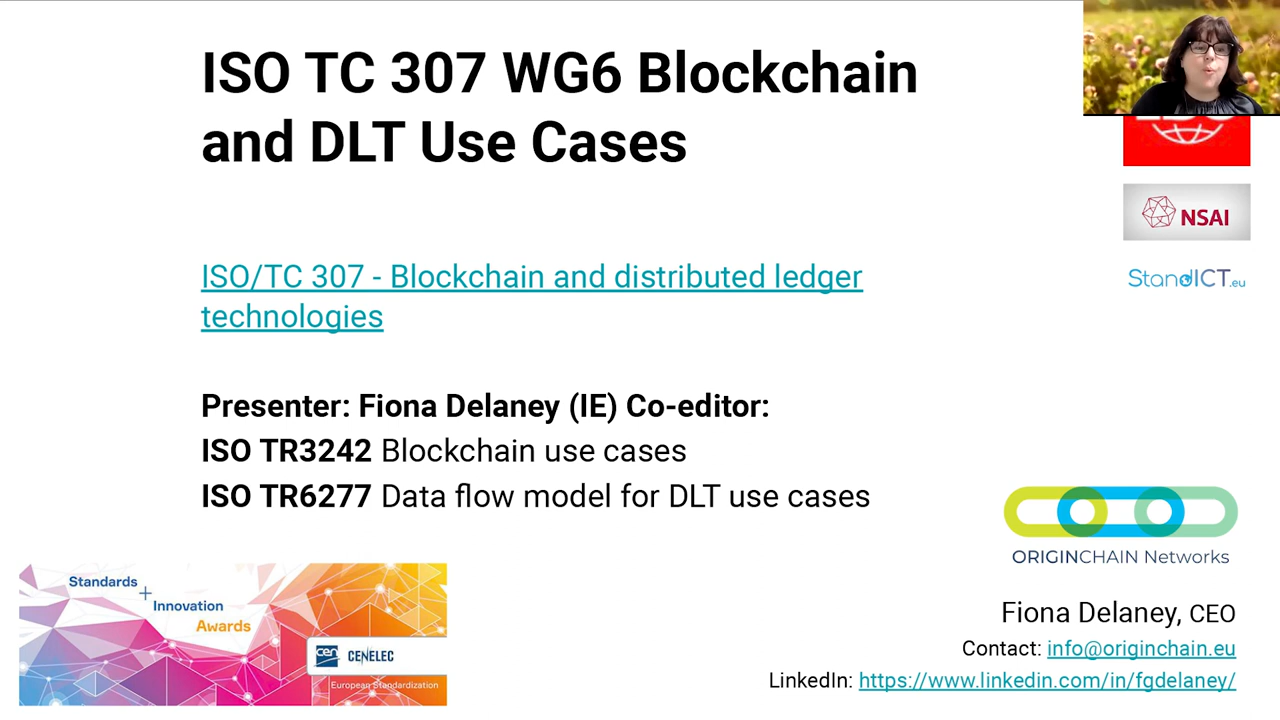 ISO TC 307 WG6 Blockchain
and DLT Use Cases
ISO/TC 307 - Blockchain and distributed ledger
technologies
Presenter: Fiona Delaney (IE) Co-editor:
ISO TR3242 Blockchain use cases
ISO TR6277 Data flow model for DLT use cases
NSAI
StandICT.eu
ORIGINCHAIN Networks
Fiona Delaney, CEO
Contact: info@originchain.eu
LinkedIn: https://www.linkedin.com/in/fgdelaney/
Standards
+
Innovation
Awards
cen CENELEC
European Standardization